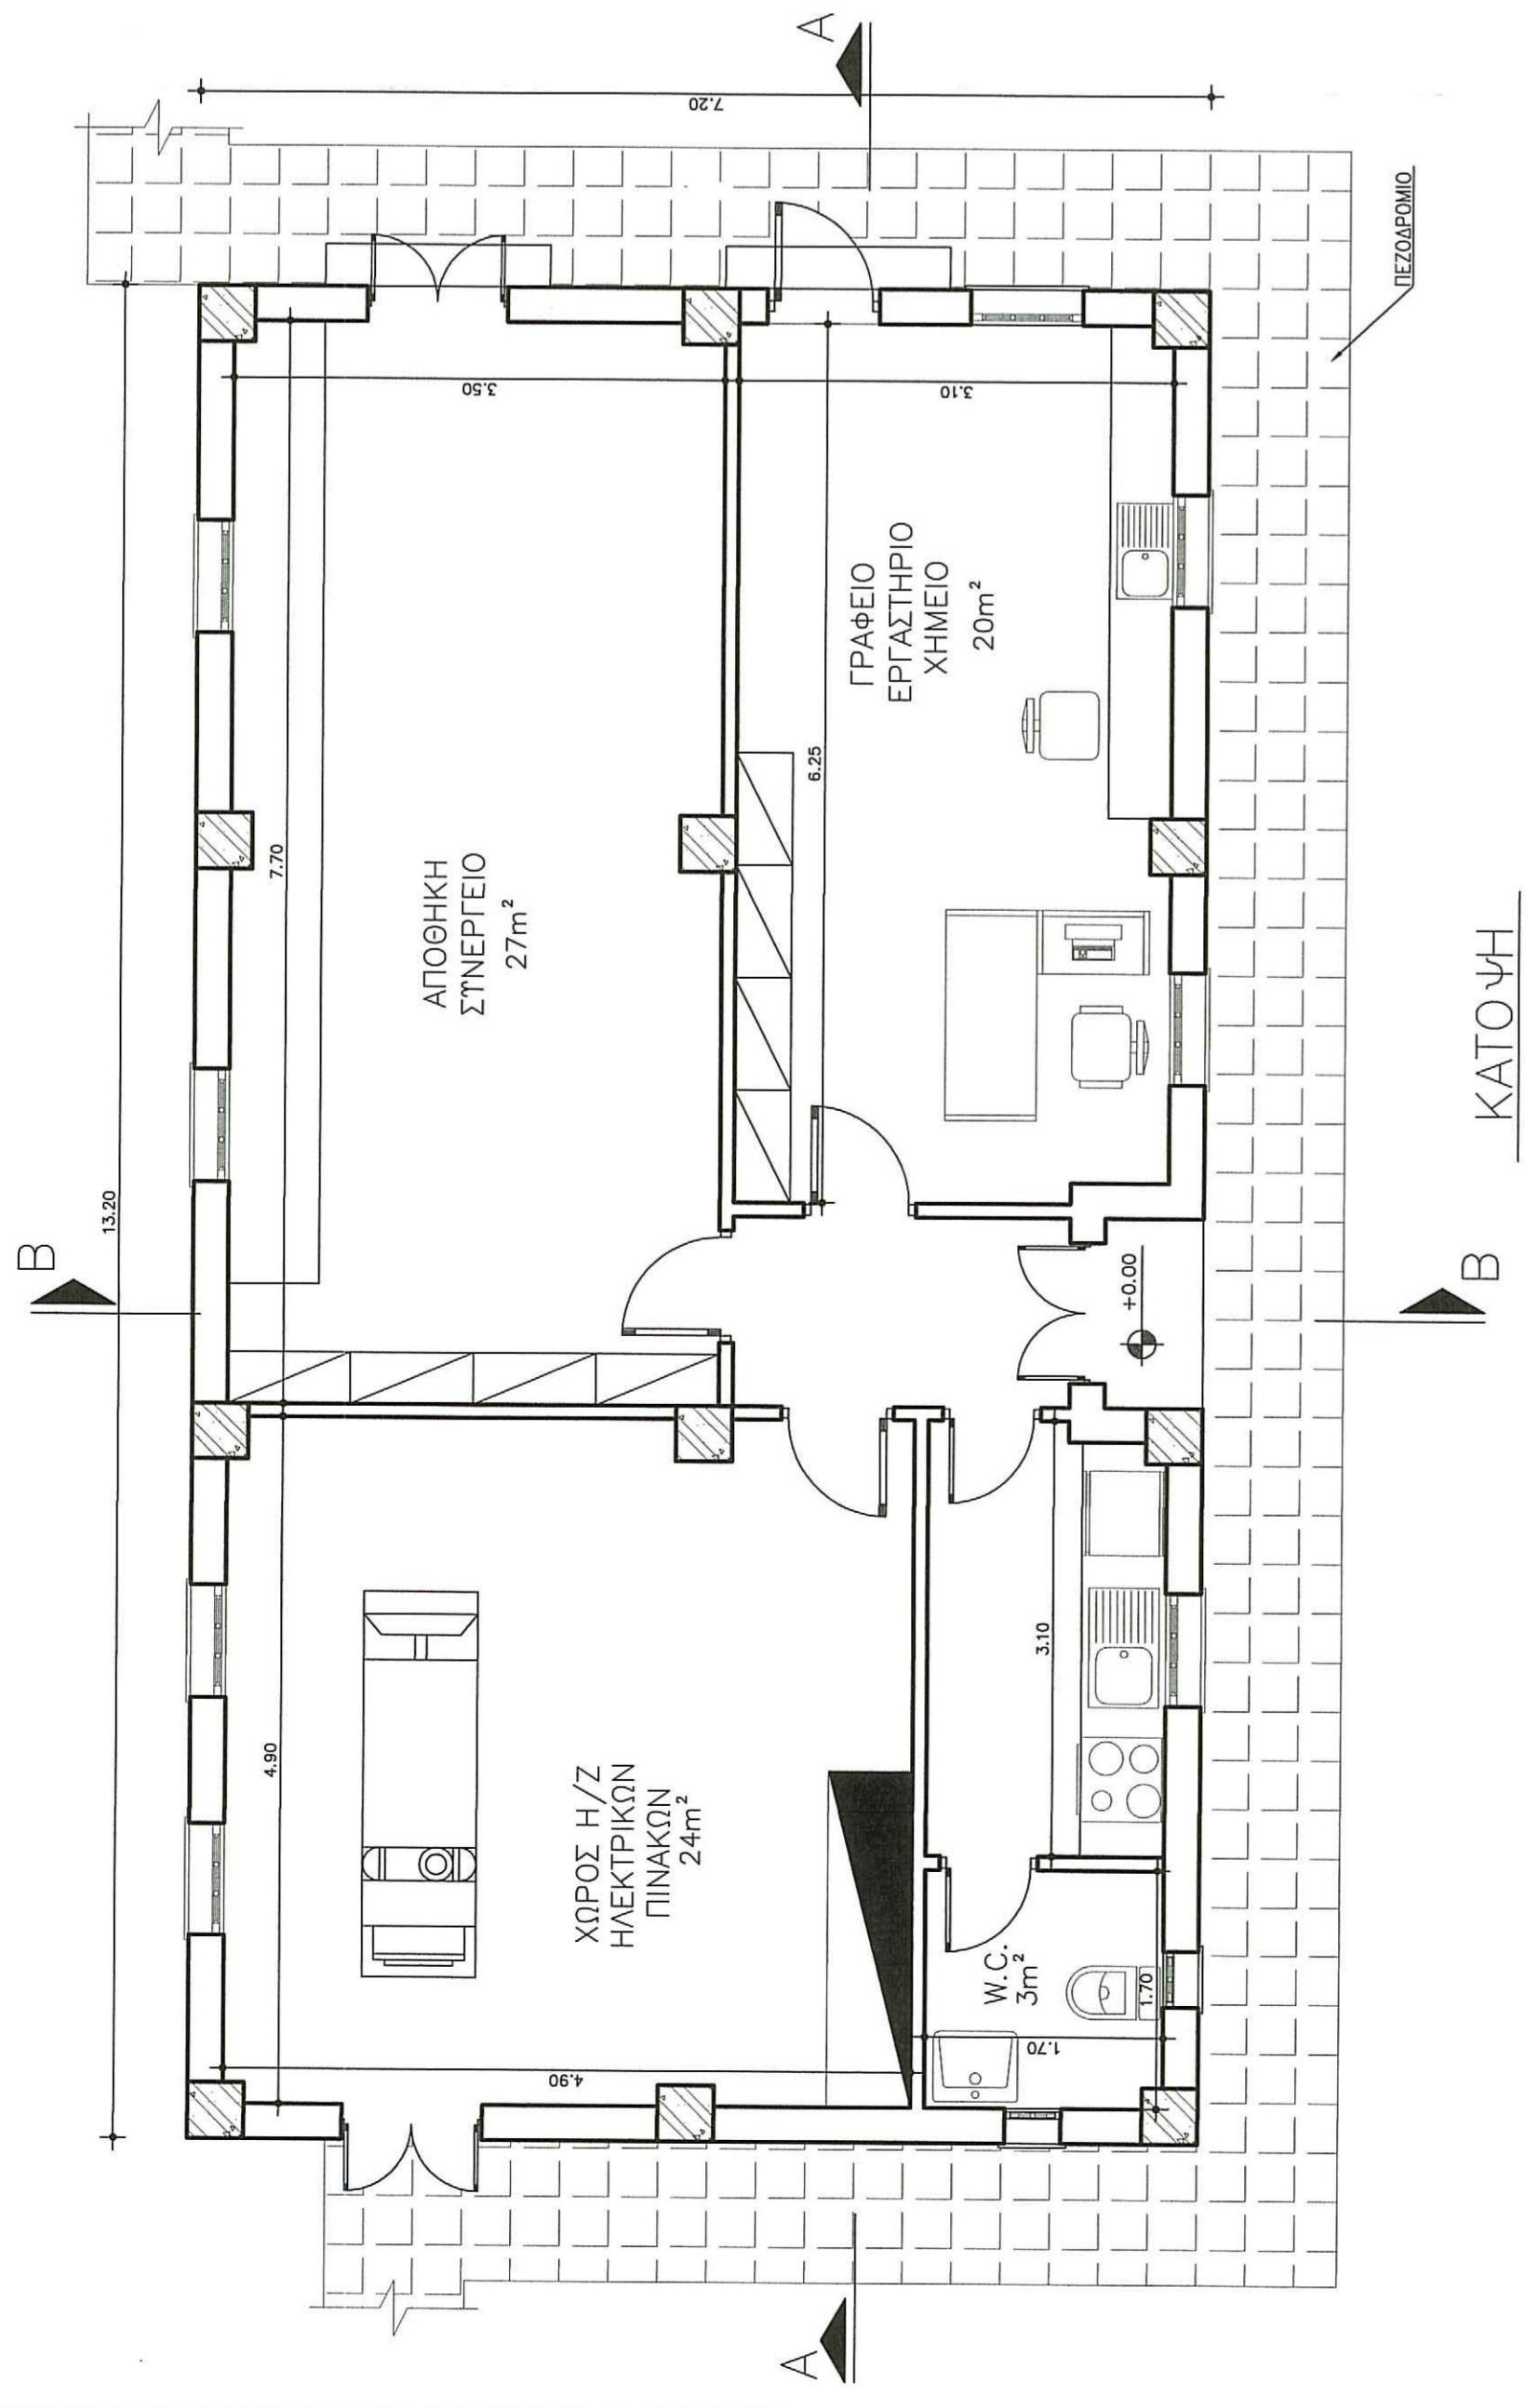 B
13.20
A
7.20
ΑΠΟΘΗΚΗ
ΣΥΝΕΡΓΕΙΟ
27m²
7.70
3.50
ΓΡΑΦΕΙΟ
ΕΡΓΑΣΤΗΡΙΟ
ΧΗΜΕΙΟ
20m²
6.25
3.10
ΧΩΡΟΣ Η/Ζ
ΗΛΕΚΤΡΙΚΩΝ
ΠΙΝΑΚΩΝ
24m²
4.90
4.90
W.C.
3m²
1.70
1.70
3.10
+0.00
A
B
ΠΕΖΟΔΡΟΜΙΟ
ΚΑΤΟΨΗ